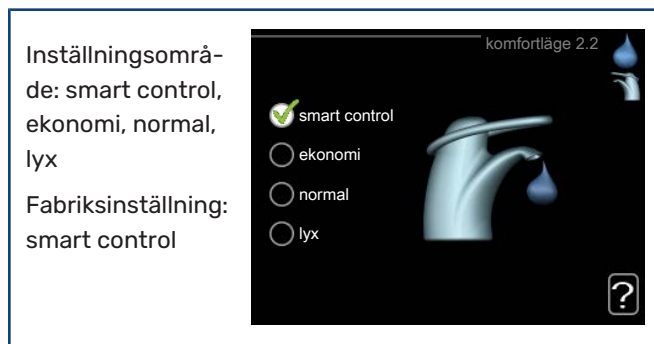 Inställningsområ-
de: smart control,
ekonomi, normal,
lyx
Fabriksinställning:
smart control
komfortläge 2.2
smart control
ekonomi
normal
lyx
?